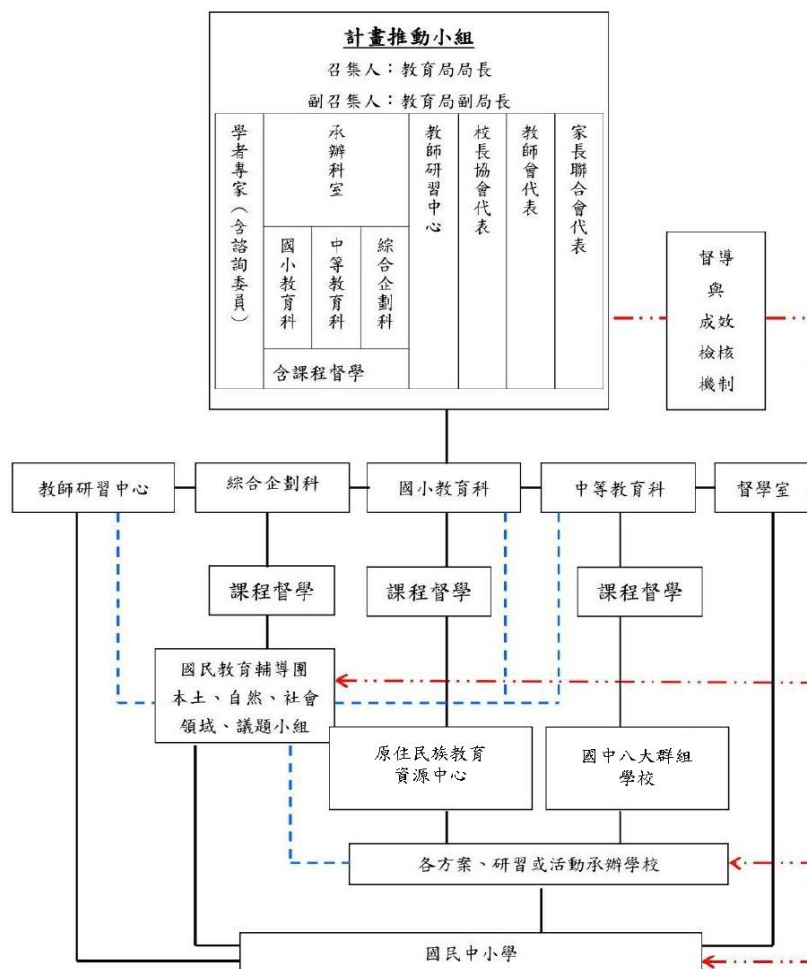 計畫推動小組
召集人：教育局局長
副召集人：教育局副局長
學者專家（含諮詢委員）
承辦科室
國小教育科
中等教育科
綜合企劃科
含課程督學
教師研習中心
校長協會代表
教師會代表
家長聯合會代表
督導
與
成效
檢核
機制
教師研習中心
綜合企劃科
國小教育科
中等教育科
督學室
課程督學
課程督學
課程督學
國民教育輔導團
本土、自然、社會
領域、議題小組
原住民族教育
資源中心
國中八大群組
學校
各方案、研習或活動承辦學校
國民中小學